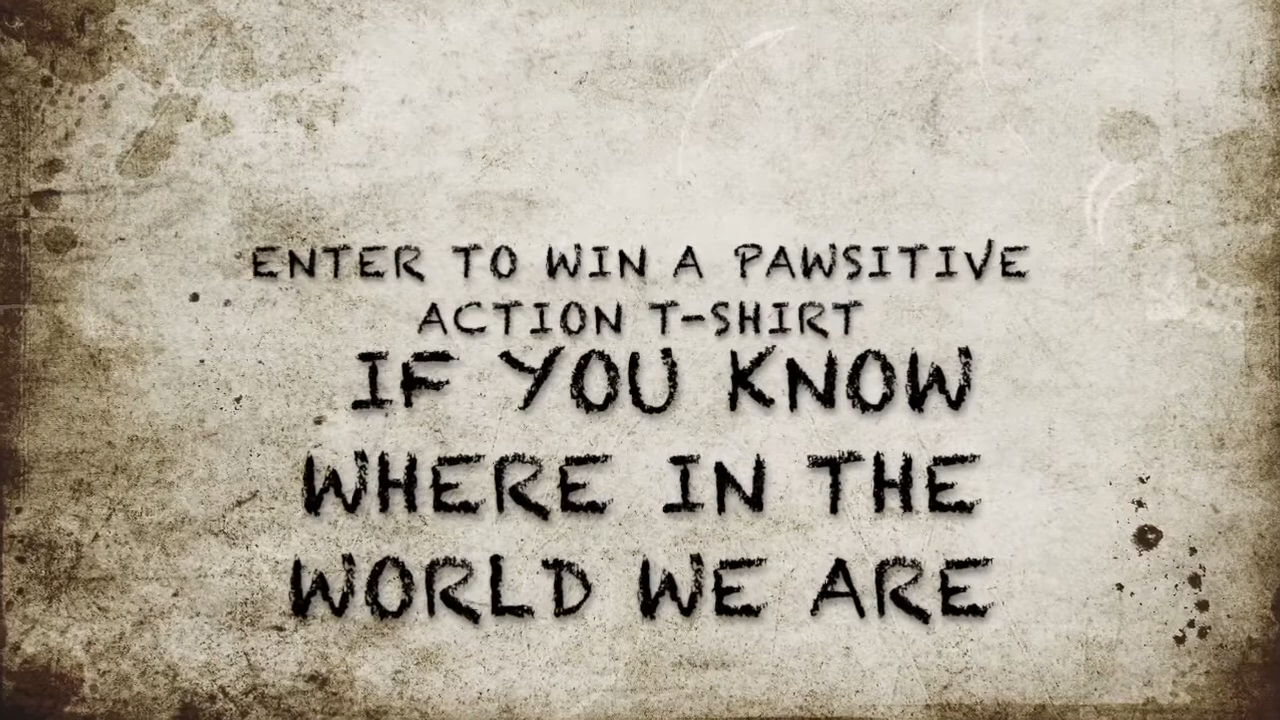 ENTER TO WIN A PAWSITIVE
ACTION T-SHIRT
IF YOU KNOW
WHERE IN THE
WORLD WE ARE